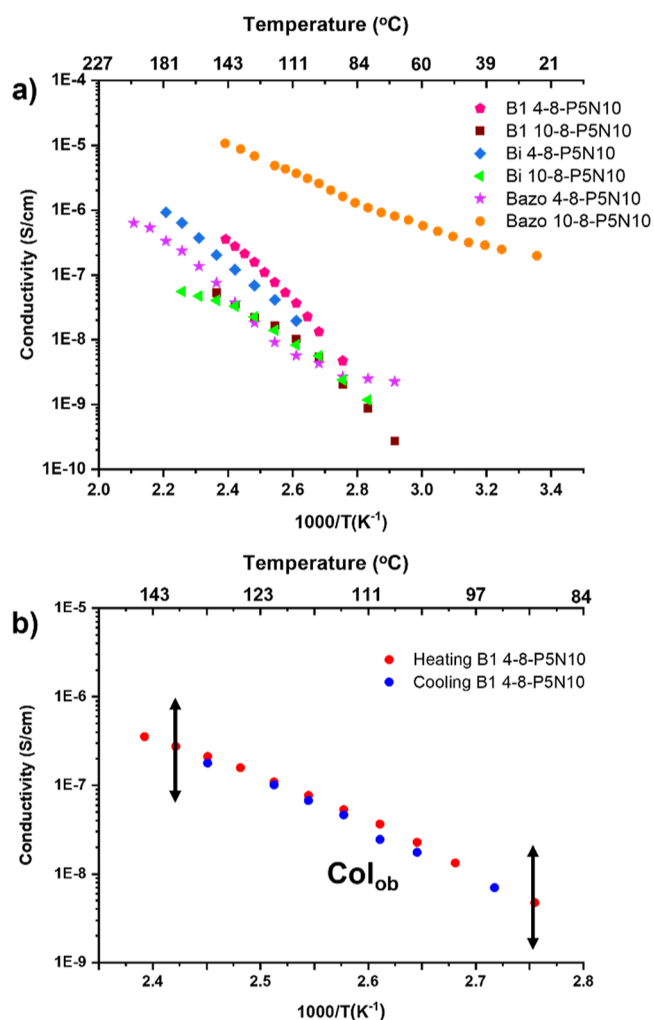 Temperature (ºC)
227 181 143 111 84 60 39 21
a)
1E-4
1E-5
1E-6
1E-7
1E-8
1E-9
1E-10
Conductivity (S/cm)
B1 4-8-P5N10
B1 10-8-P5N10
Bi 4-8-P5N10
Bi 10-8-P5N10
Bazo 4-8-P5N10
Bazo 10-8-P5N10
2.0 2.2 2.4 2.6 2.8 3.0 3.2 3.4
1000/T(K⁻¹)
Temperature (ºC)
143 123 111 97 84
b)
1E-5
1E-6
1E-7
1E-8
1E-9
Conductivity (S/cm)
Heating B1 4-8-P5N10
Cooling B1 4-8-P5N10
Colob
2.4 2.5 2.6 2.7 2.8
1000/T(K⁻¹)